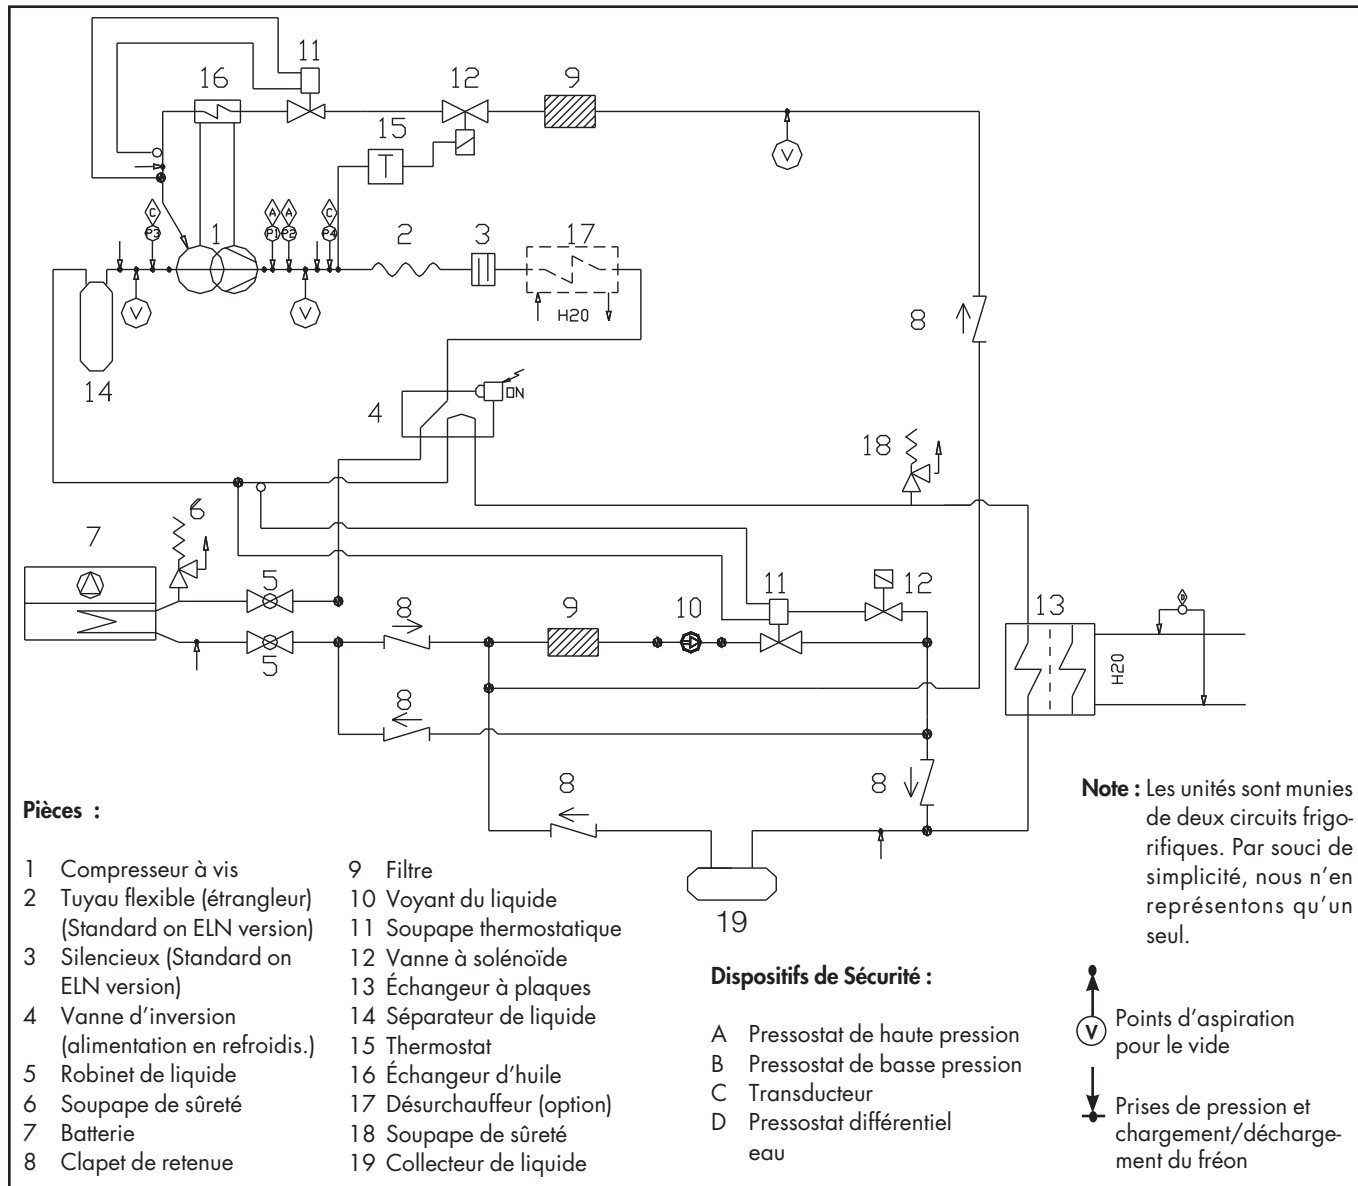 11
16
12
9
15
T
V
C
P3
1
A
P1
A
P2
C
P4
2
3
17
H20
V
V
14
8
4
ON
18
6
7
5
8
9
10
11
12
D
13
H20
5
8
8
8
19
Pièces :
1 Compresseur à vis
2 Tuyau flexible (étrangleur)
(Standard on ELN version)
3 Silencieux (Standard on
ELN version)
4 Vanne d'inversion
(alimentation en refroidis.)
5 Robinet de liquide
6 Soupape de sûreté
7 Batterie
8 Clapet de retenue
9 Filtre
10 Voyant du liquide
11 Soupape thermostatique
12 Vanne à solénoïde
13 Échangeur à plaques
14 Séparateur de liquide
15 Thermostat
16 Échangeur d'huile
17 Désurchauffeur (option)
18 Soupape de sûreté
19 Collecteur de liquide
Dispositifs de Sécurité :
A Pressostat de haute pression
B Pressostat de basse pression
C Transducteur
D Pressostat différentiel
eau
Note : Les unités sont munies
de deux circuits frigo-
rifiques. Par souci de
simplicité, nous n'en
représentons qu'un
seul.
V
Points d'aspiration
pour le vide
Prises de pression et
chargement/décharge-
ment du fréon